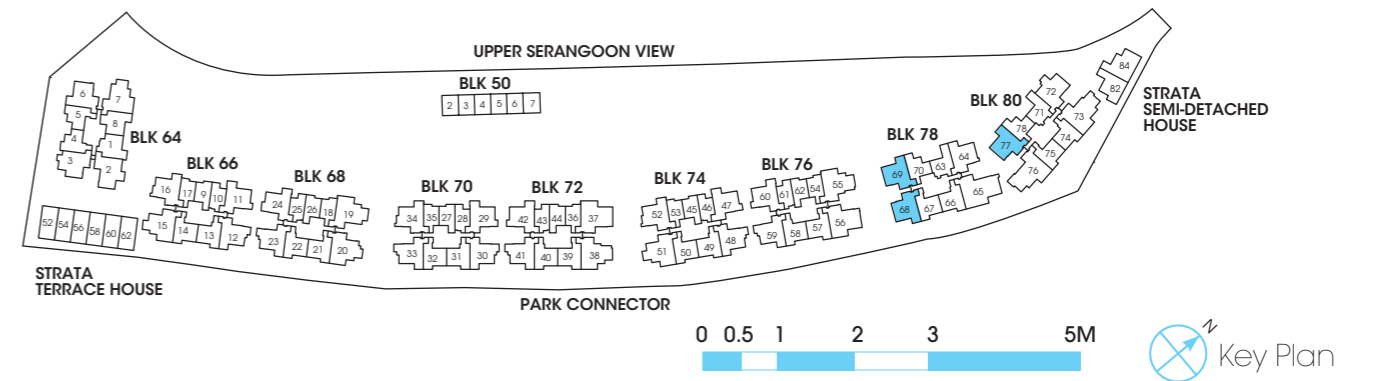 UPPER SERANGOON VIEW
BLK 50
2 3 4 5 6 7
BLK 64
6 7
5 8
4 1
3 2
BLK 66
16 17 9 10 11
15 14 13 12
BLK 68
24 25 26 18 19
23 22 21 20
BLK 70
34 35 27 28 29
33 32 31 30
BLK 72
42 43 44 36 37
41 40 39 38
BLK 74
52 53 45 46 47
51 50 49 48
BLK 76
60 61 62 54 55
59 58 57 56
BLK 78
69 70 63 64
68 67 66 65
BLK 80
72
71
78
77
73
74
75
76
84
82
STRATA
SEMI-DETACHED
HOUSE
52 54 56 58 60 62
STRATA
TERRACE HOUSE
PARK CONNECTOR
0 0.5 1 2 3 5M
N
Key Plan